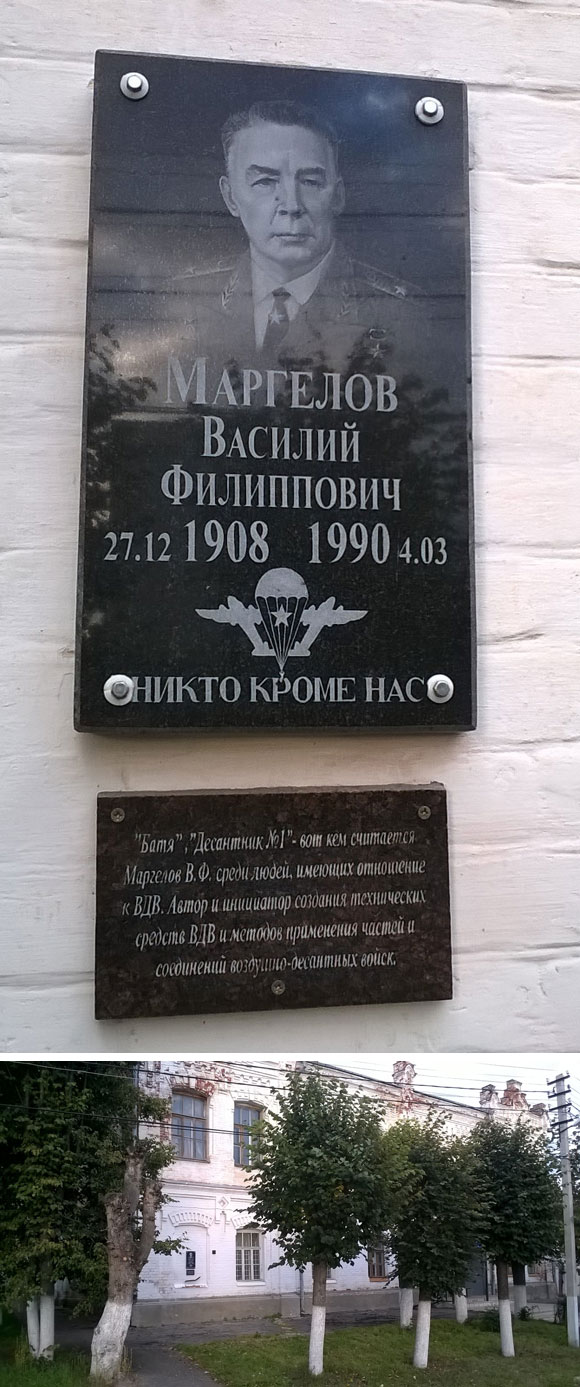 МАРГЕЛОВ
ВАСИЛИЙ
ФИЛИППОВИЧ
27.12 1908 1990 4.03
НИКТО КРОМЕ НАС
"Батя", "Десантник №1"- вот кем считается
Маргелов В.Ф. среди людей, имеющих отношение
к ВДВ. Автор и инициатор создания технических
средств ВДВ и методов применения частей и
соединений воздушно-десантных войск.